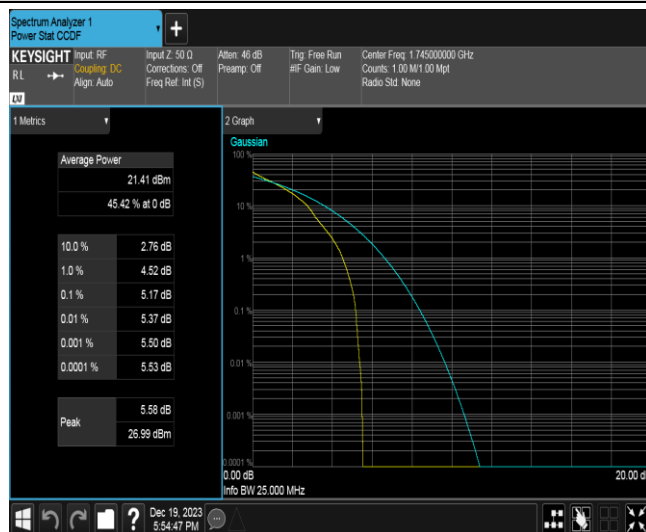 Spectrum Analyzer 1
Power Stat CCDF
+
KEYSIGHT
RL
LXI
Input: RF
Coupling: DC
Align: Auto
Input Z: 50 Ω
Corrections: Off
Freq Ref: Int (S)
Atten: 46 dB
Preamp: Off
Trig: Free Run
#IF Gain: Low
Center Freq: 1.745000000 GHz
Counts: 1.00 M/1.00 Mpt
Radio Std: None
1 Metrics
Average Power
21.41 dBm
45.42 % at 0 dB
10.0 % 2.76 dB
1.0 % 4.52 dB
0.1 % 5.17 dB
0.01 % 5.37 dB
0.001 % 5.50 dB
0.0001 % 5.53 dB
Peak
5.58 dB
26.99 dBm
2 Graph
Gaussian
100 %
10 %
1 %
0.1 %
0.01 %
0.001 %
0.0001 %
0.00 dB
20.00 d
Info BW 25.000 MHz
?
Dec 19, 2023
5:54:47 PM